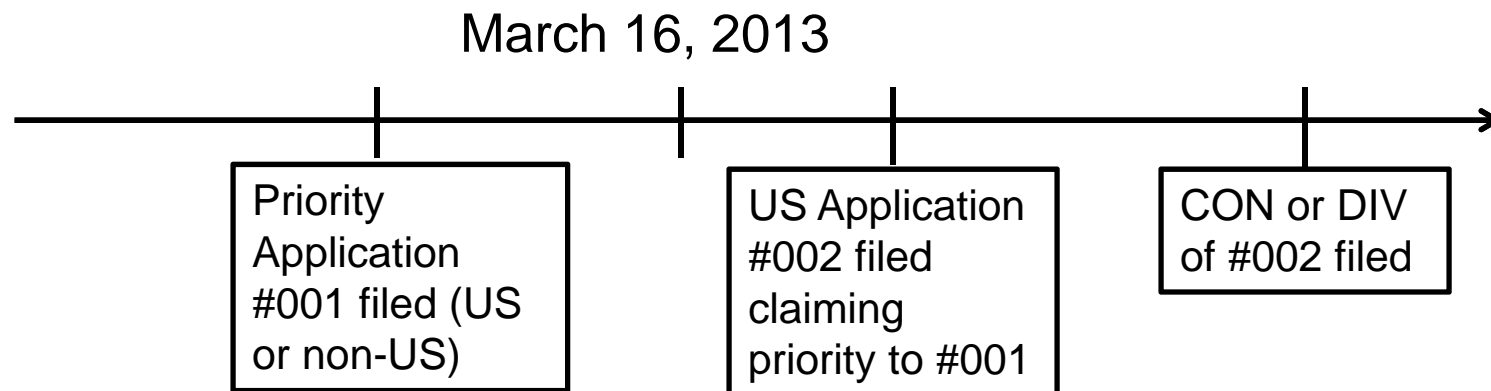 March 16, 2013
Priority
Application
#001 filed (US
or non-US)
US Application
#002 filed
claiming
priority to #001
CON or DIV
of #002 filed